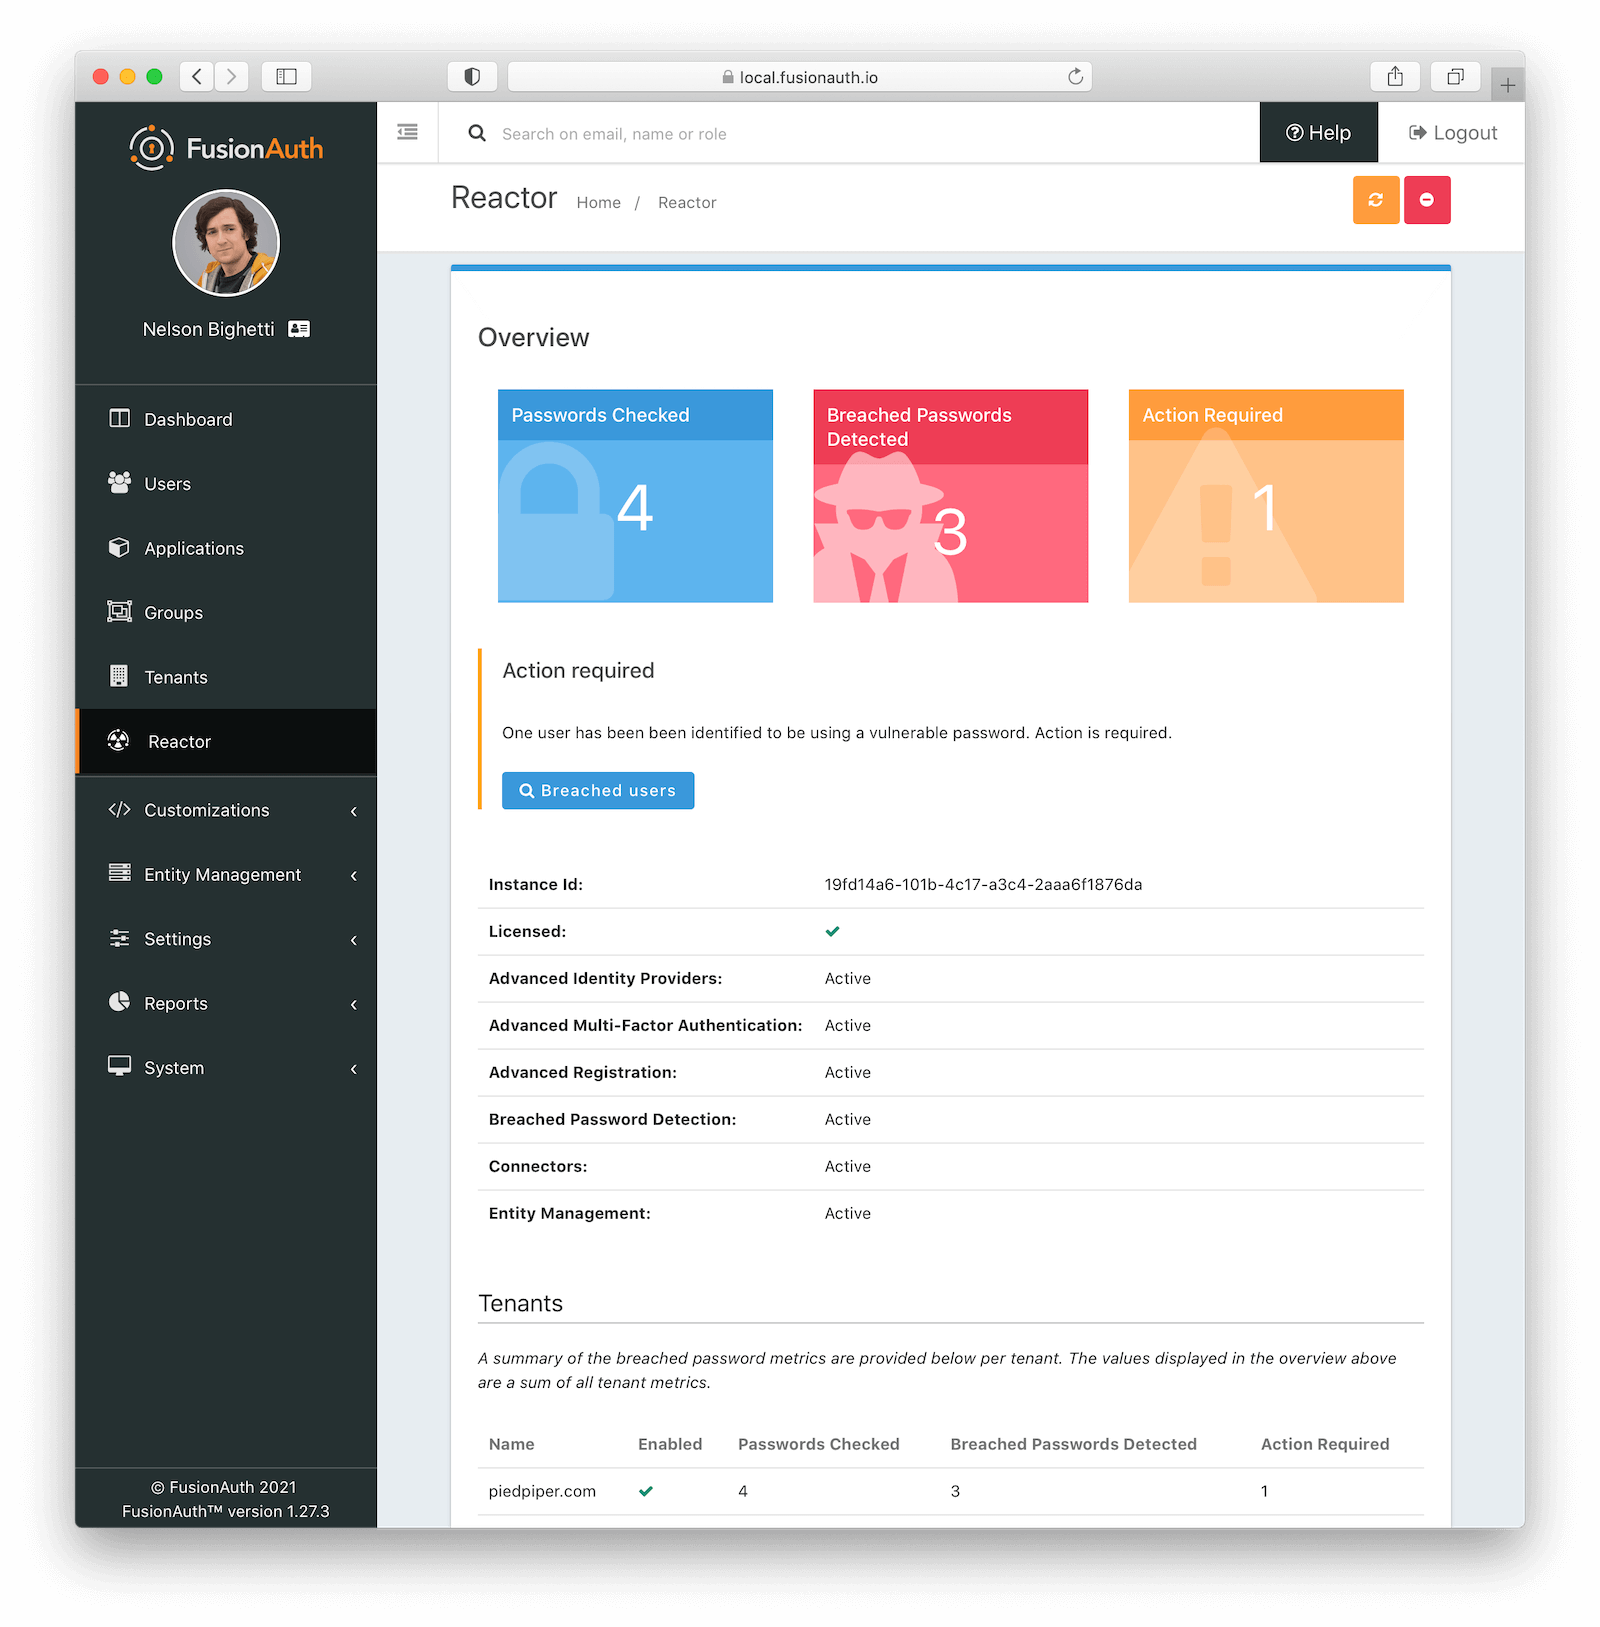 local.fusionauth.io
FusionAuth
Search on email, name or role
Help
Logout
Nelson Bighetti
Dashboard
Users
Applications
Groups
Tenants
Reactor
Customizations
Entity Management
Settings
Reports
System
© FusionAuth 2021
FusionAuth™ version 1.27.3
Reactor Home / Reactor
Overview
Passwords Checked
4
Breached Passwords
Detected
3
Action Required
1
Action required
One user has been been identified to be using a vulnerable password. Action is required.
Breached users
Instance Id: 19fd14a6-101b-4c17-a3c4-2aaa6f1876da
Licensed:
Advanced Identity Providers: Active
Advanced Multi-Factor Authentication: Active
Advanced Registration: Active
Breached Password Detection: Active
Connectors: Active
Entity Management: Active
Tenants
A summary of the breached password metrics are provided below per tenant. The values displayed in the overview above
are a sum of all tenant metrics.
Name Enabled Passwords Checked Breached Passwords Detected Action Required
piedpiper.com 4 3 1